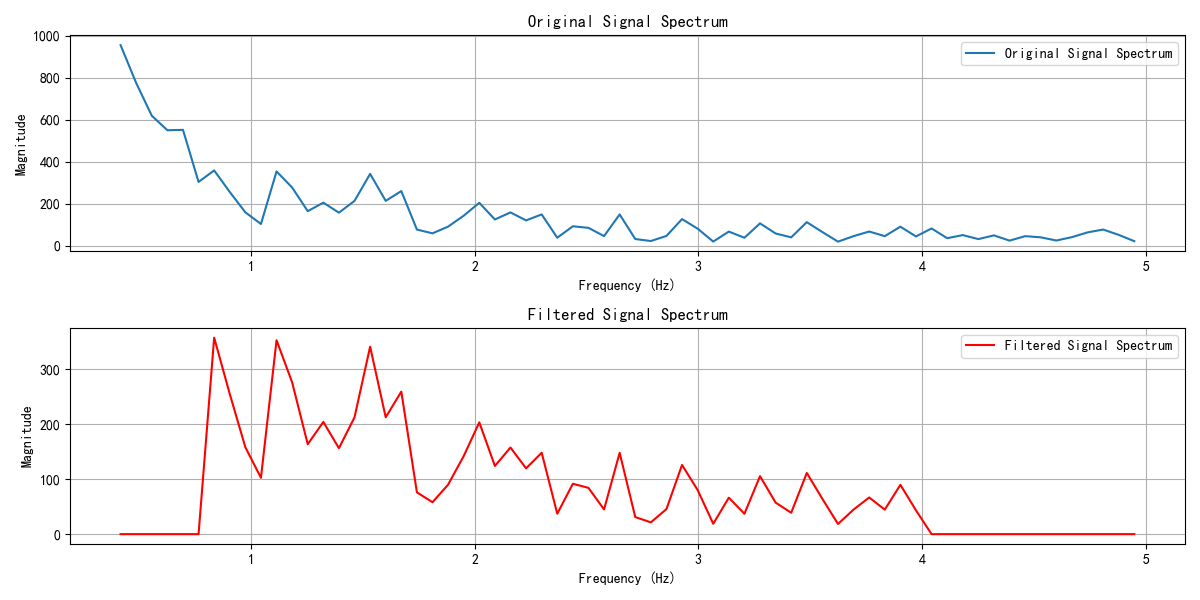 Original Signal Spectrum
1000
800
600
400
200
0
Magnitude
Original Signal Spectrum
1 2 3 4 5
Frequency (Hz)
Filtered Signal Spectrum
300
200
100
0
Magnitude
Filtered Signal Spectrum
1 2 3 4 5
Frequency (Hz)